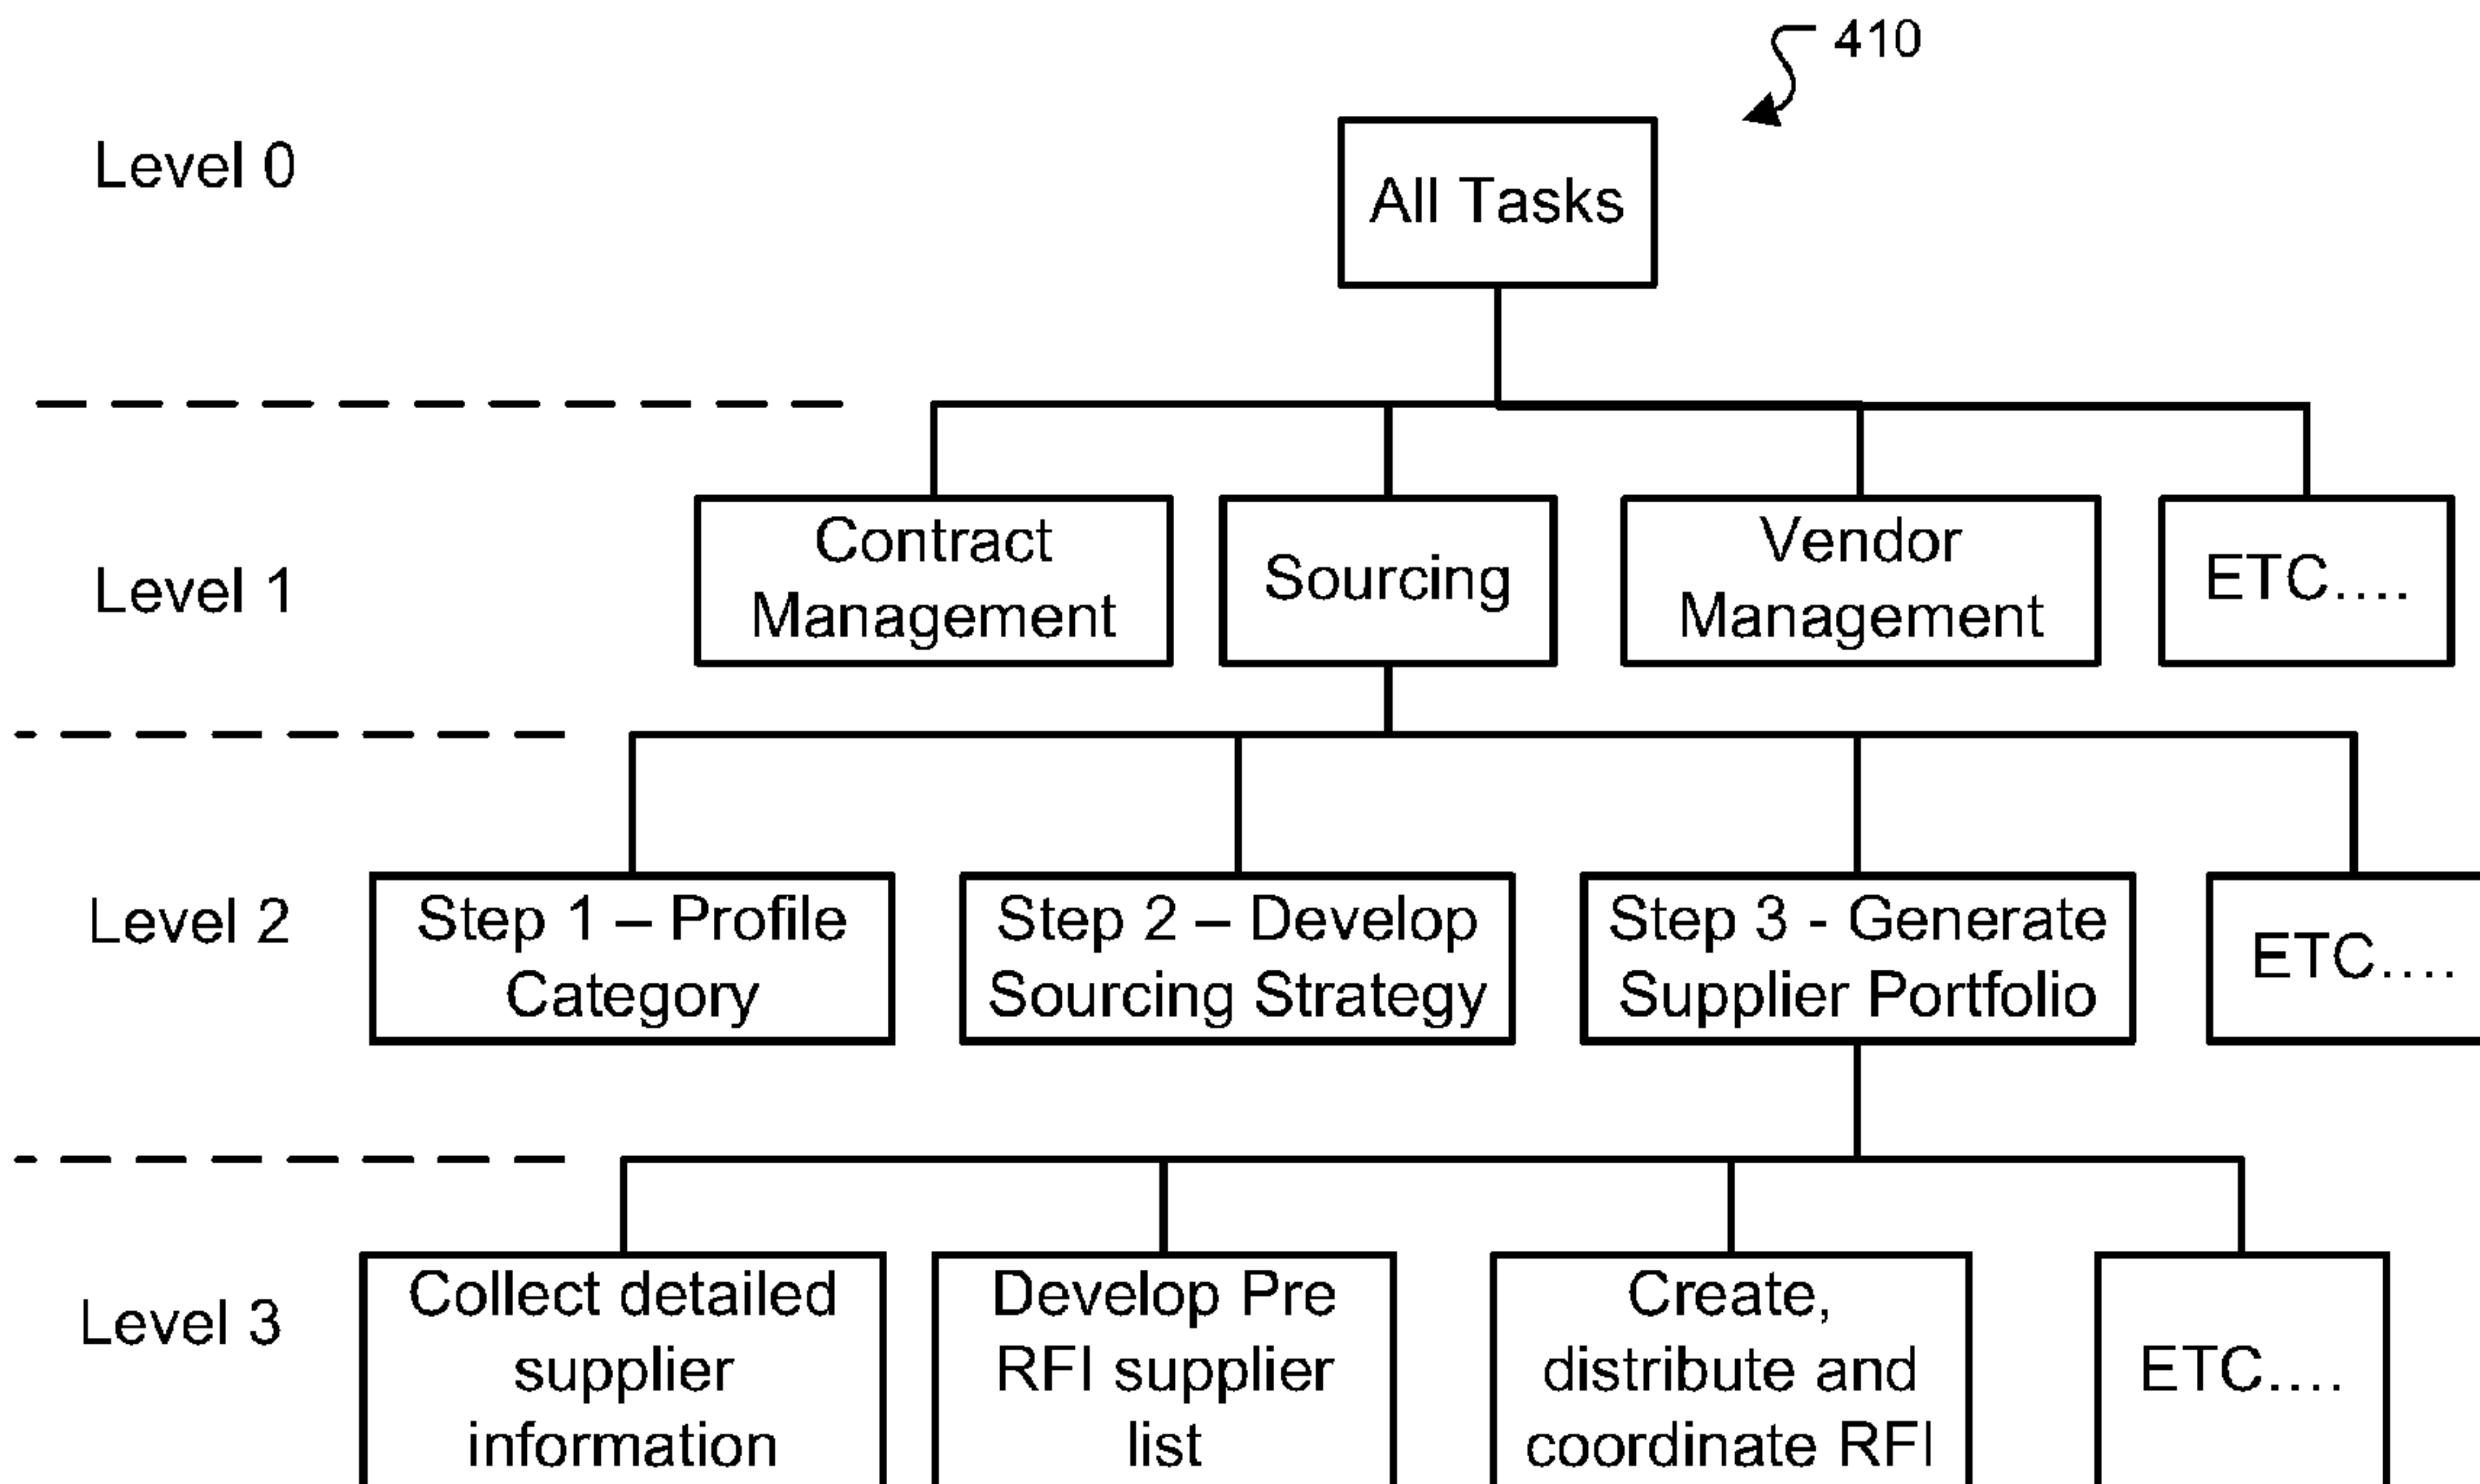 410
Level 0
All Tasks
Level 1
Contract
Management
Sourcing
Vendor
Management
ETC....
Level 2
Step 1 – Profile
Category
Step 2 – Develop
Sourcing Strategy
Step 3 - Generate
Supplier Portfolio
ETC....
Level 3
Collect detailed
supplier
information
Develop Pre
RFI supplier
list
Create,
distribute and
coordinate RFI
ETC....